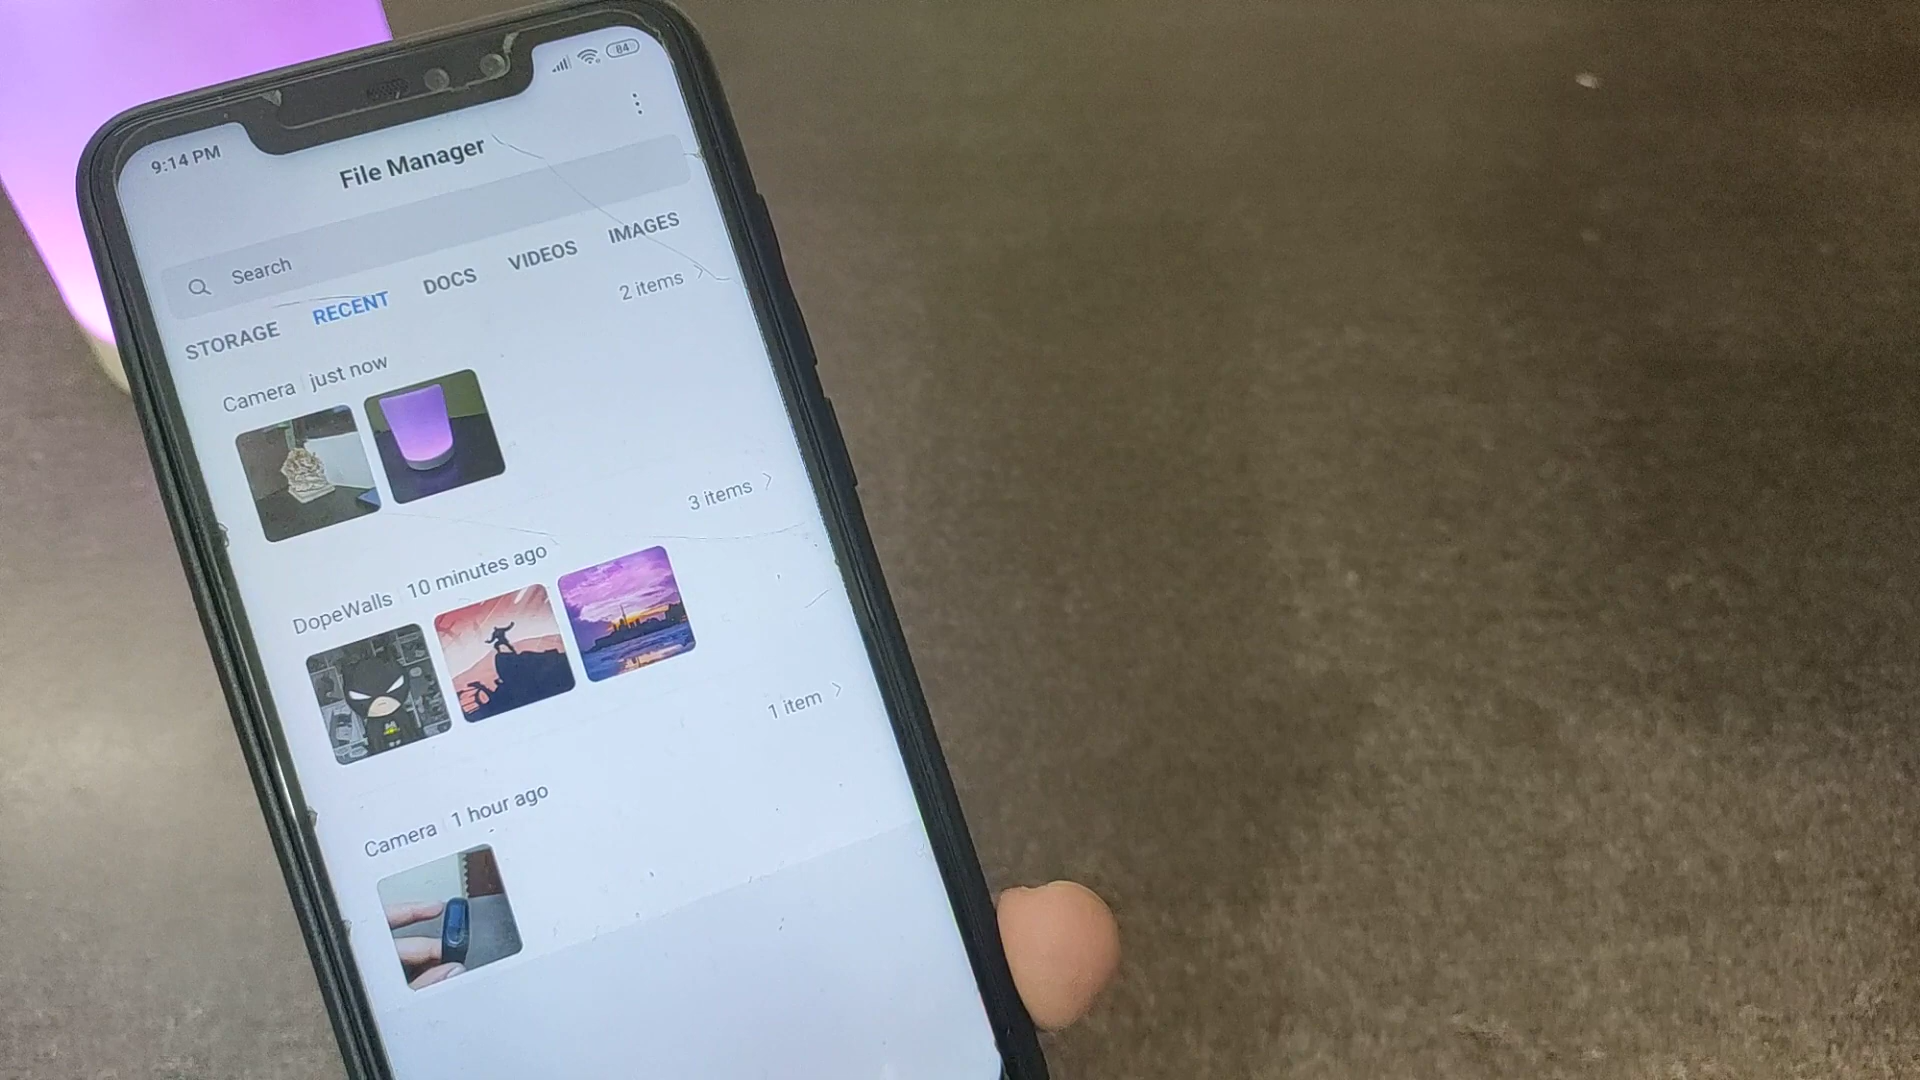 9:14 PM
84
File Manager
Search
STORAGE RECENT DOCS VIDEOS IMAGES
Camera just now 2 items
DopeWalls 10 minutes ago 3 items
Camera 1 hour ago 1 item